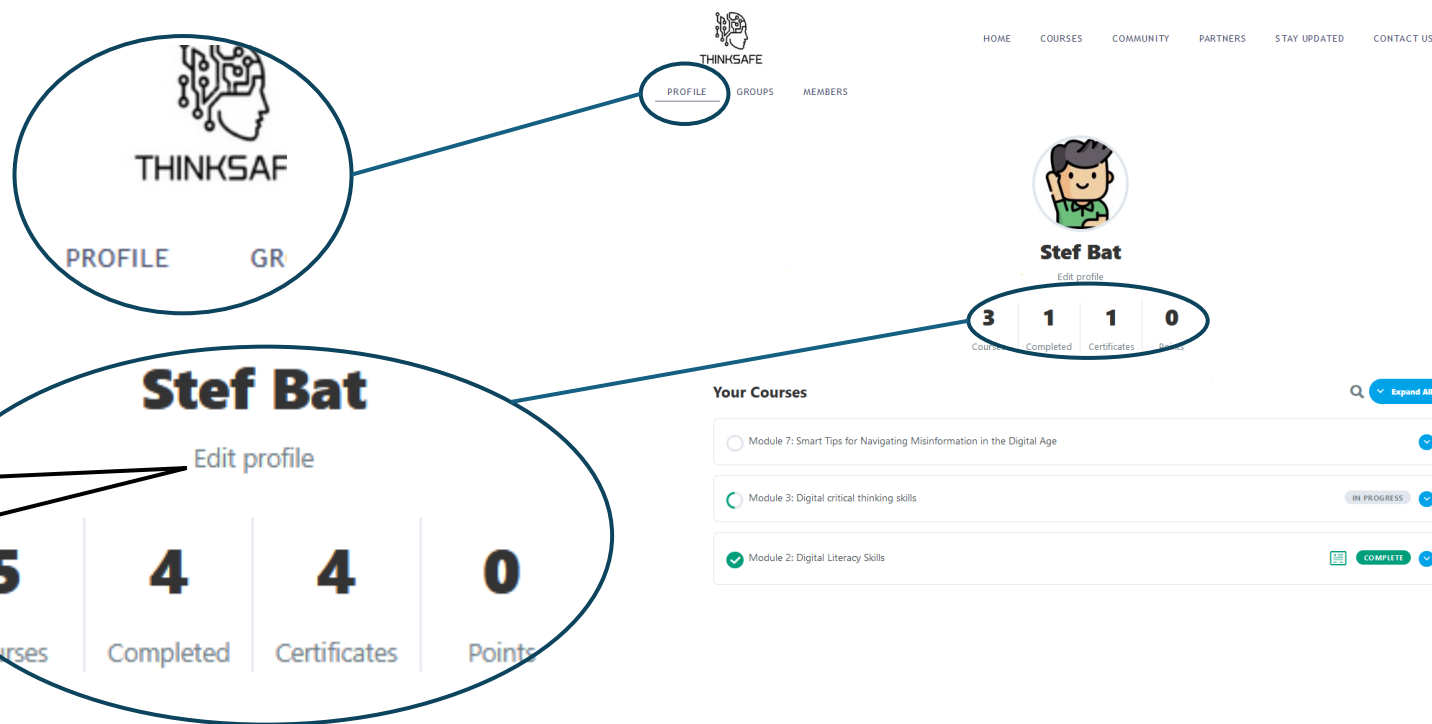 THINKSAF
PROFILE GR
Stef Bat
Edit profile
5 4 4 0
urses Completed Certificates Points
THINKSAFE
HOME COURSES COMMUNITY PARTNERS STAY UPDATED CONTACT US
PROFILE GROUPS MEMBERS
Stef Bat
Edit profile
3 1 1 0
Courses Completed Certificates Points
Your Courses
Expand All
Module 7: Smart Tips for Navigating Misinformation in the Digital Age
Module 3: Digital critical thinking skills
IN PROGRESS
Module 2: Digital Literacy Skills
COMPLETE